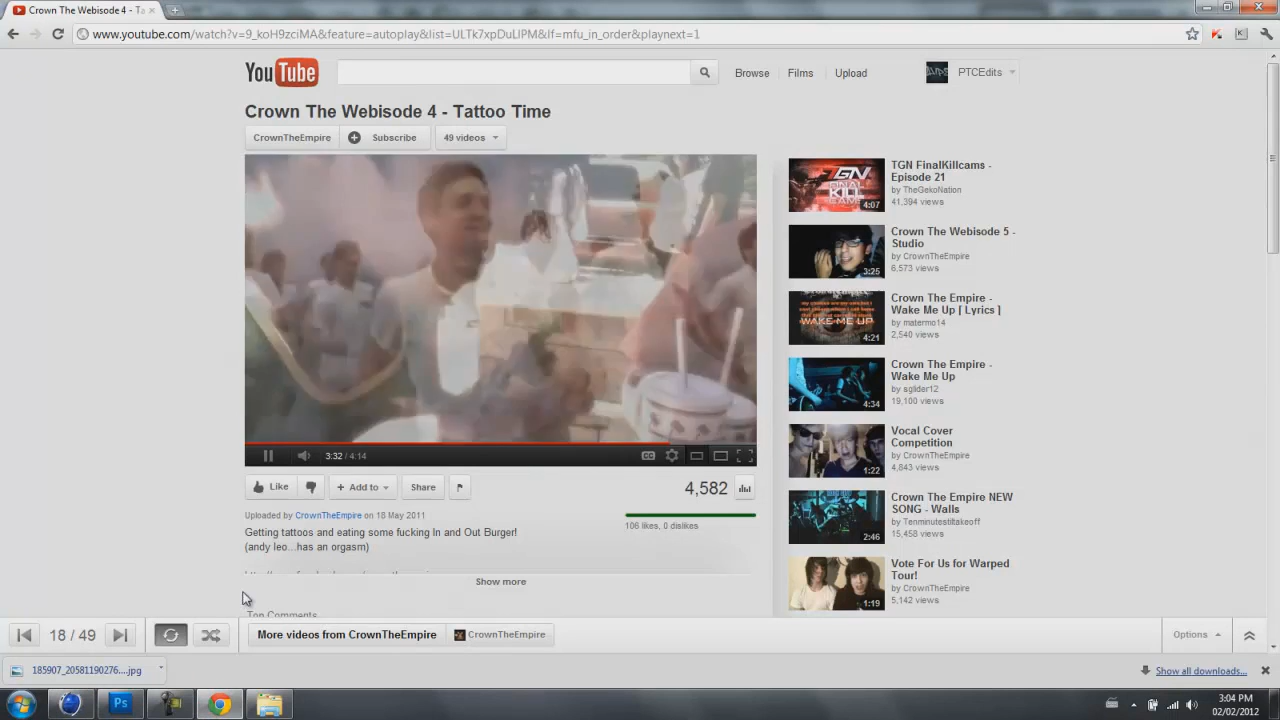 Crown The Webisode 4 - Ta
www.youtube.com/watch?v=9_koH9zciMA&feature=autoplay&list=ULTk7xpDuLlPM&lf=mfu_in_order&playnext=1
YouTube
Browse
Films
Upload
PTCEdits
Crown The Webisode 4 - Tattoo Time
CrownTheEmpire
Subscribe
49 videos
3:32 / 4:14
CC
Like
Add to
Share
4,582
Uploaded by CrownTheEmpire on 18 May 2011
106 likes, 0 dislikes
Getting tattoos and eating some fucking In and Out Burger!
(andy leo...has an orgasm)
Show more
Top Comments
TGN FinalKillcams -
Episode 21
by TheGekoNation
41,394 views
4:07
Crown The Webisode 5 -
Studio
by CrownTheEmpire
6,573 views
3:25
Crown The Empire -
Wake Me Up [ Lyrics ]
by matermo14
2,540 views
WAKE ME UP
4:21
Crown The Empire -
Wake Me Up
by sglider12
19,100 views
4:34
Vocal Cover
Competition
by CrownTheEmpire
4,843 views
1:22
Crown The Empire NEW
SONG - Walls
by Tenminutestiltakeoff
15,458 views
2:46
Vote For Us for Warped
Tour!
by CrownTheEmpire
5,142 views
1:19
18 / 49
More videos from CrownTheEmpire
CrownTheEmpire
Options
185907_20581190276....jpg
Show all downloads...
Ps
3:04 PM
02/02/2012